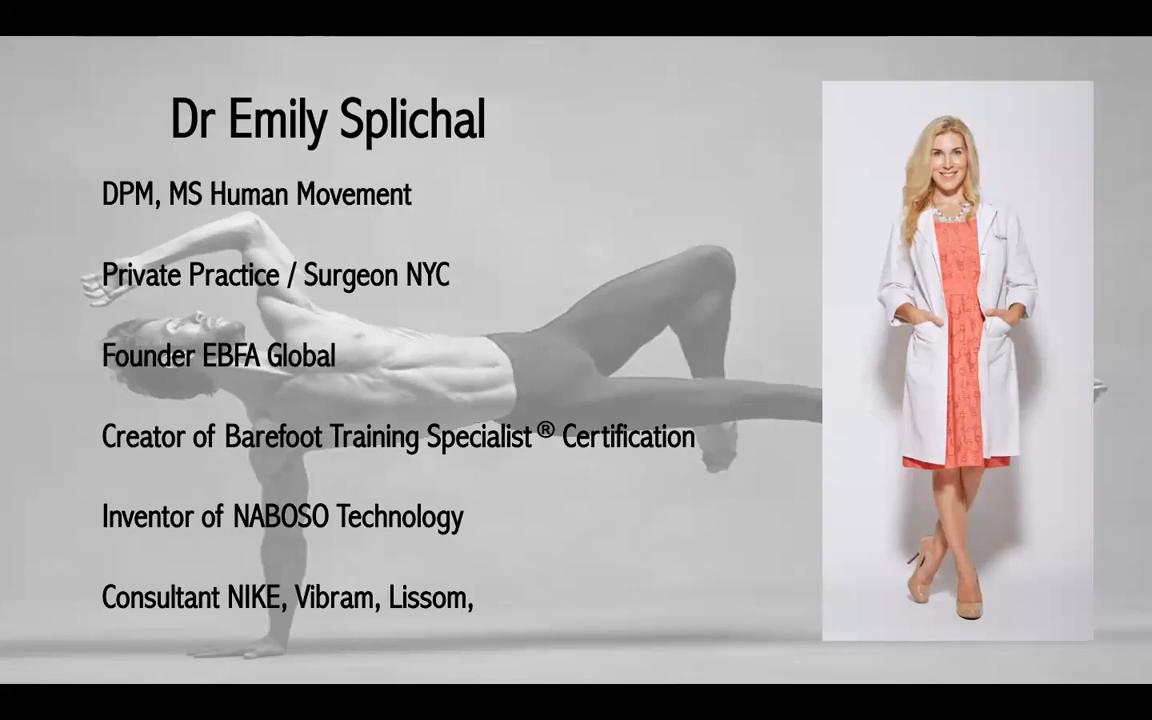 Dr Emily Splichal
DPM, MS Human Movement
Private Practice / Surgeon NYC
Founder EBFA Global
Creator of Barefoot Training Specialist® Certification
Inventor of NABOSO Technology
Consultant NIKE, Vibram, Lissom,